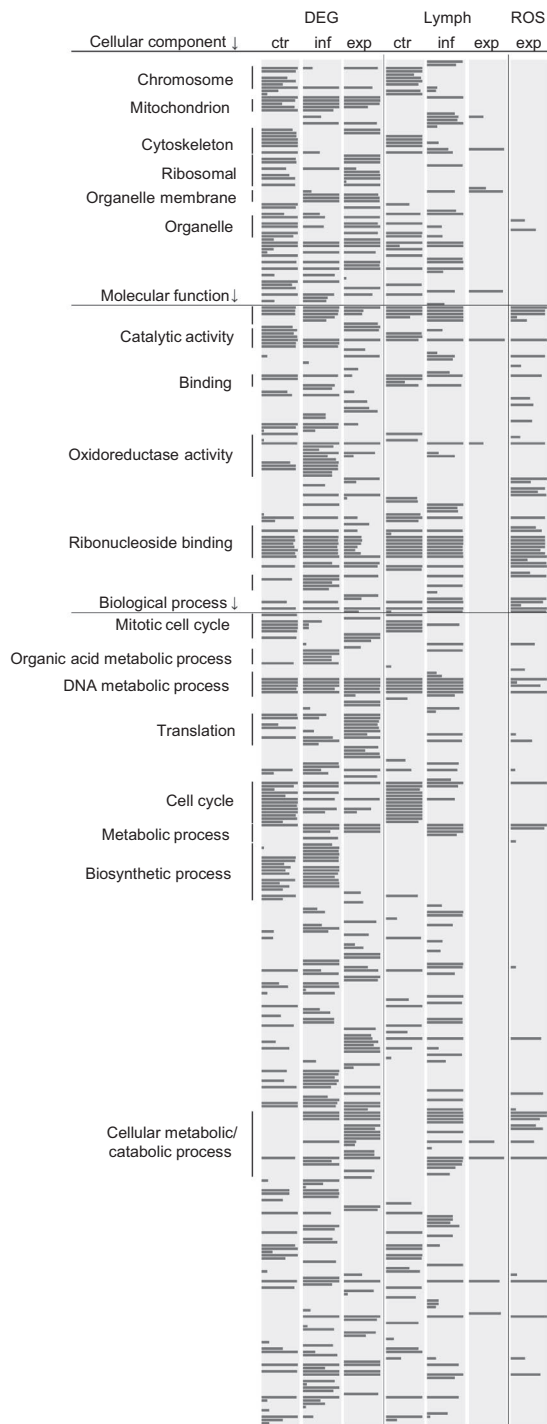 DEG Lymph ROS
Cellular component ↓ ctr inf exp ctr inf exp exp
Chromosome
Mitochondrion
Cytoskeleton
Ribosomal
Organelle membrane
Organelle
Molecular function ↓
Catalytic activity
Binding
Oxidoreductase activity
Ribonucleoside binding
Biological process ↓
Mitotic cell cycle
Organic acid metabolic process
DNA metabolic process
Translation
Cell cycle
Metabolic process
Biosynthetic process
Cellular metabolic/
catabolic process